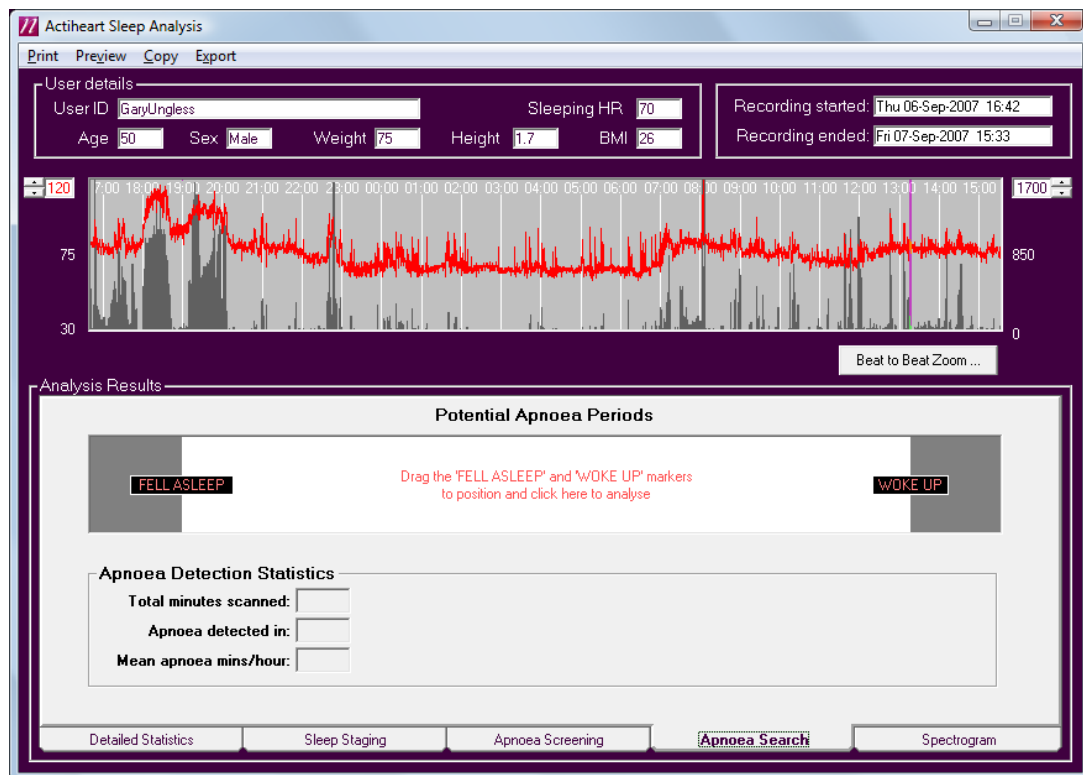 Actiheart Sleep Analysis
Print Preview Copy Export
User details
User ID GaryUngless Sleeping HR 70
Age 50 Sex Male Weight 75 Height 1.7 BMI 26
Recording started: Thu 06-Sep-2007 16:42
Recording ended: Fri 07-Sep-2007 15:33
120 17:00 18:00 19:00 20:00 21:00 22:00 23:00 00:00 01:00 02:00 03:00 04:00 05:00 06:00 07:00 08:00 09:00 10:00 11:00 12:00 13:00 14:00 15:00 1700
75 850
30 0
Beat to Beat Zoom ...
Analysis Results
Potential Apnoea Periods
FELL ASLEEP
Drag the 'FELL ASLEEP' and 'WOKE UP' markers
to position and click here to analyse
WOKE UP
Apnoea Detection Statistics
Total minutes scanned:
Apnoea detected in:
Mean apnoea mins/hour:
Detailed Statistics Sleep Staging Apnoea Screening Apnoea Search Spectrogram